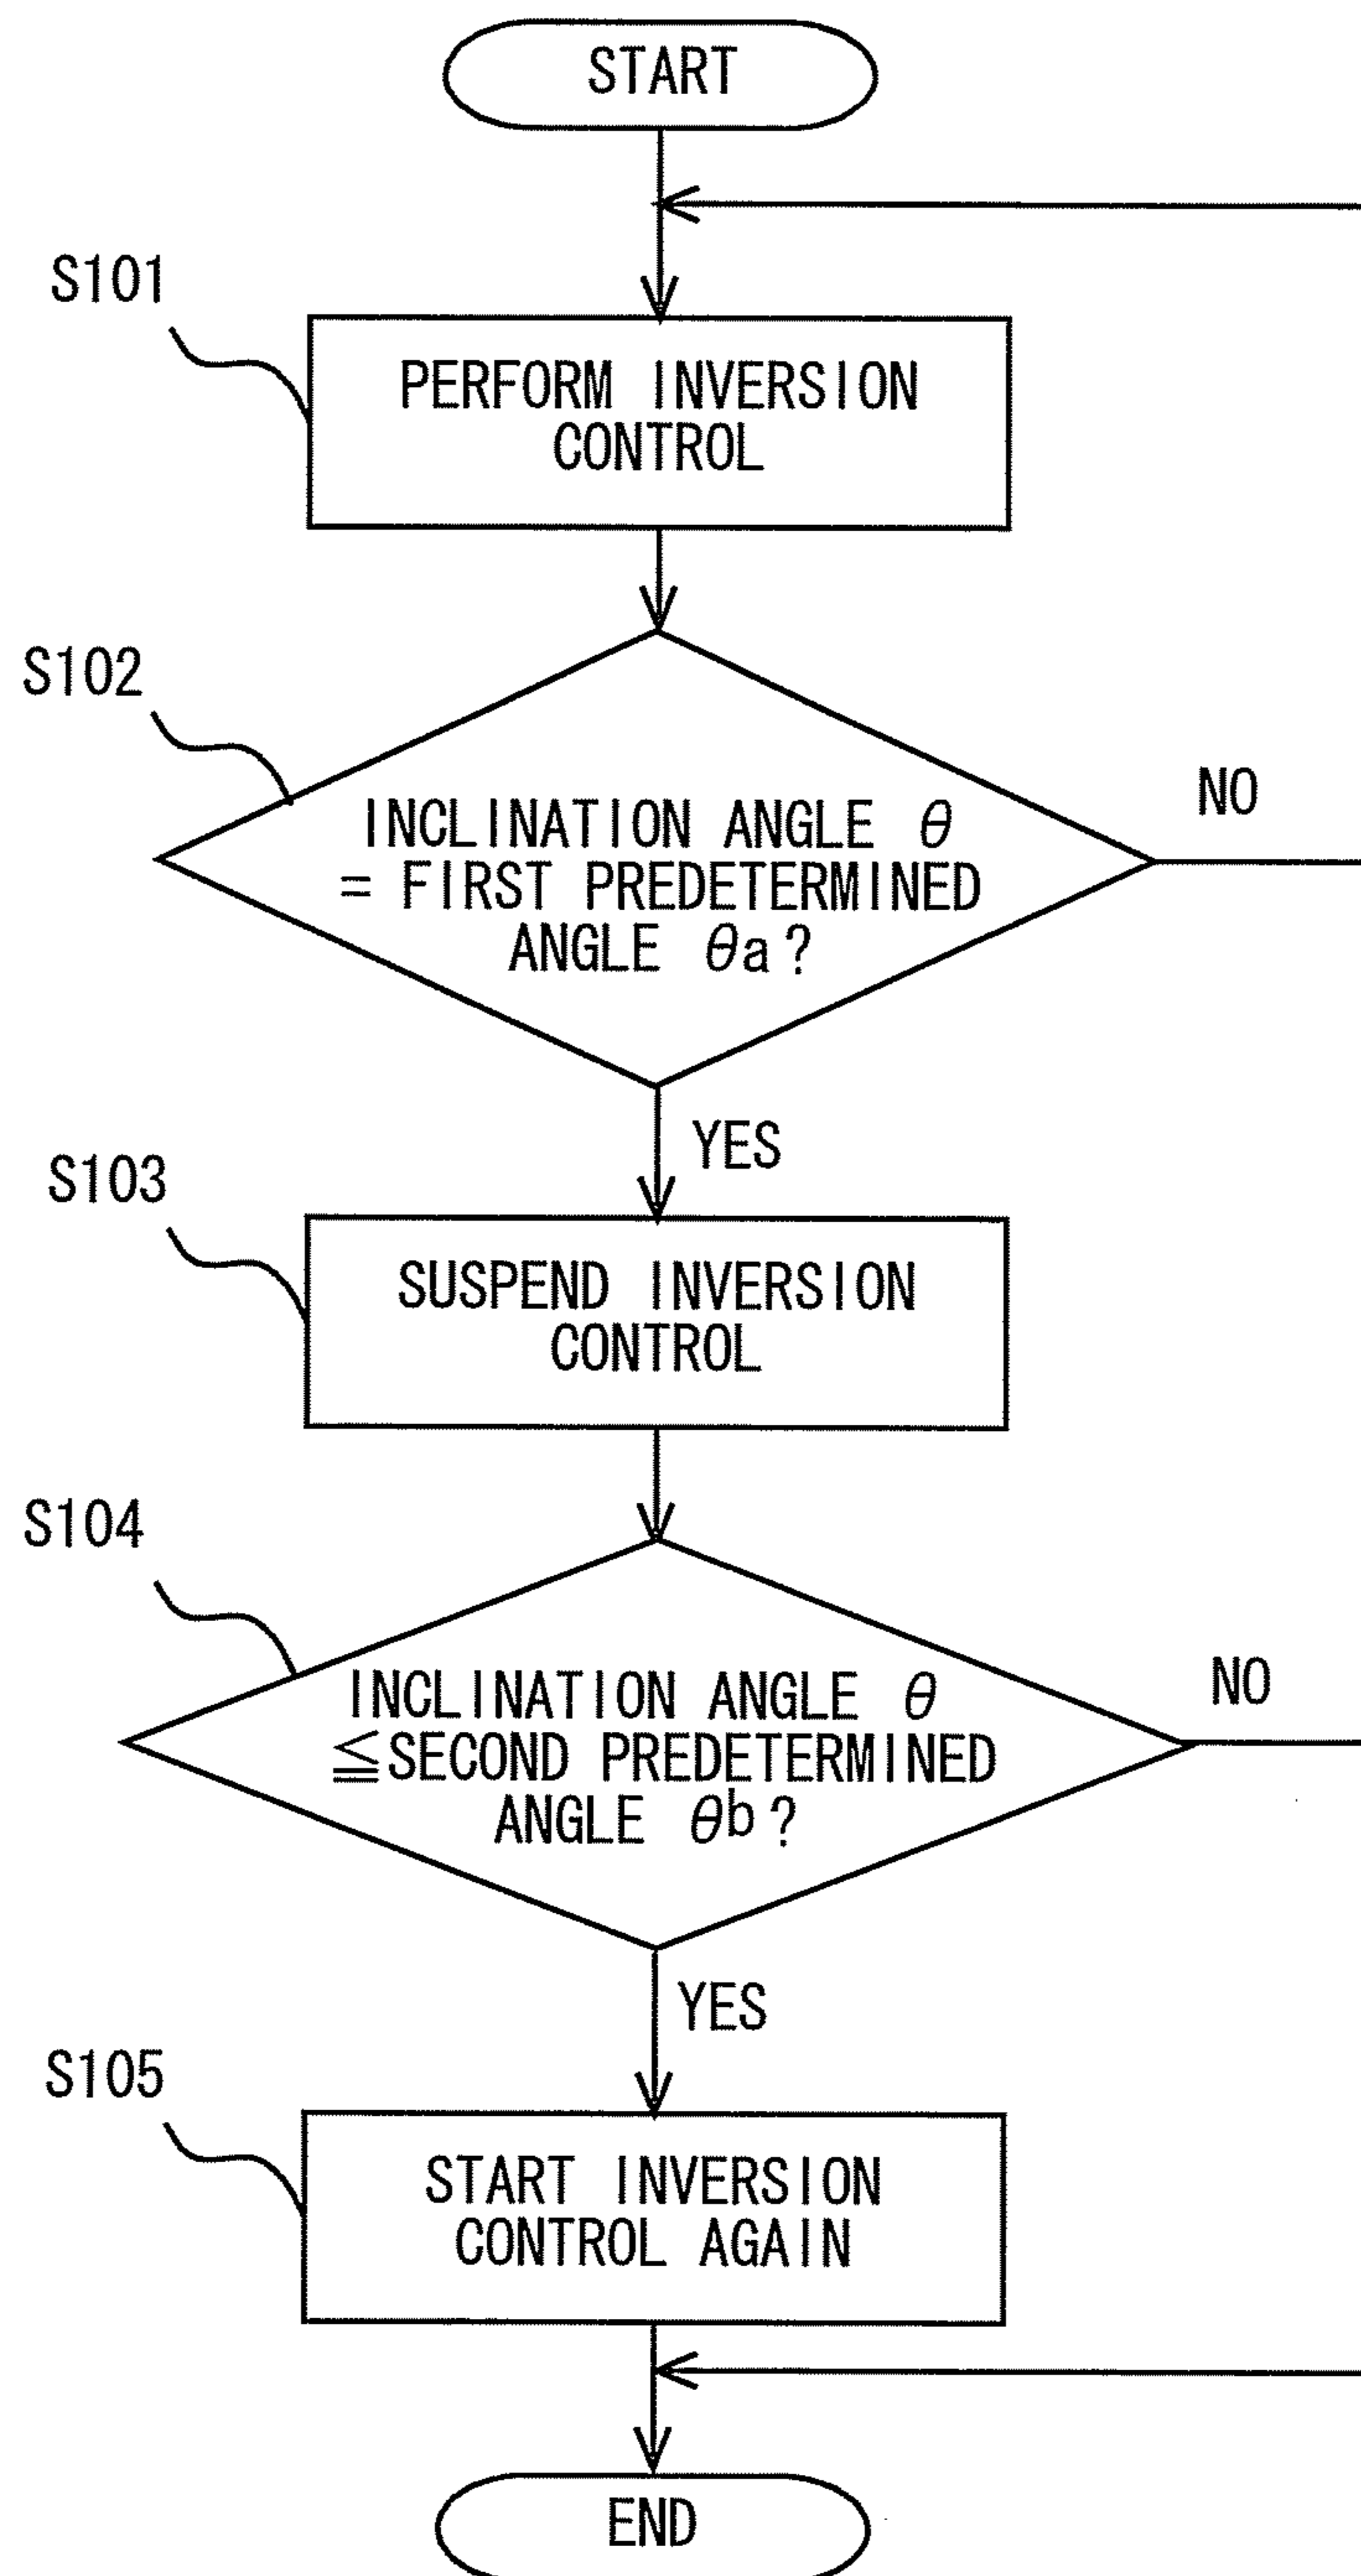 START
S101
PERFORM INVERSION
CONTROL
S102
INCLINATION ANGLE θ
= FIRST PREDETERMINED
ANGLE θa?
NO
YES
S103
SUSPEND INVERSION
CONTROL
S104
INCLINATION ANGLE θ
≦SECOND PREDETERMINED
ANGLE θb?
NO
YES
S105
START INVERSION
CONTROL AGAIN
END